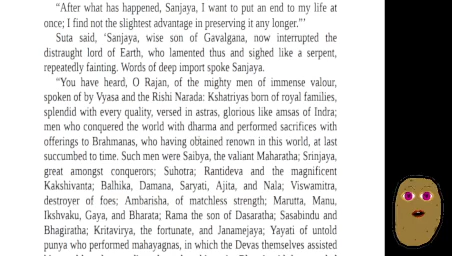 “After what has happened, Sanjaya, I want to put an end to my life at
once; I find not the slightest advantage in preserving it any longer.”’
Suta said, ‘Sanjaya, wise son of Gavalgana, now interrupted the
distraught lord of Earth, who lamented thus and sighed like a serpent,
repeatedly fainting. Words of deep import spoke Sanjaya.
“You have heard, O Rajan, of the mighty men of immense valour,
spoken of by Vyasa and the Rishi Narada: Kshatriyas born of royal families,
splendid with every quality, versed in astras, glorious like amsas of Indra;
men who conquered the world with dharma and performed sacrifices with
offerings to Brahmanas, who having obtained renown in this world, at last
succumbed to time. Such men were Saibya, the valiant Maharatha; Srinjaya,
great amongst conquerors; Suhotra; Rantideva and the magnificent
Kakshivanta; Balhika, Damana, Saryati, Ajita, and Nala; Viswamitra,
destroyer of foes; Ambarisha, of matchless strength; Marutta, Manu,
Ikshvaku, Gaya, and Bharata; Rama the son of Dasaratha; Sasabindu and
Bhagiratha; Kritavirya, the fortunate, and Janamejaya; Yayati of untold
punya who performed mahayagnas, in which the Devas themselves assisted